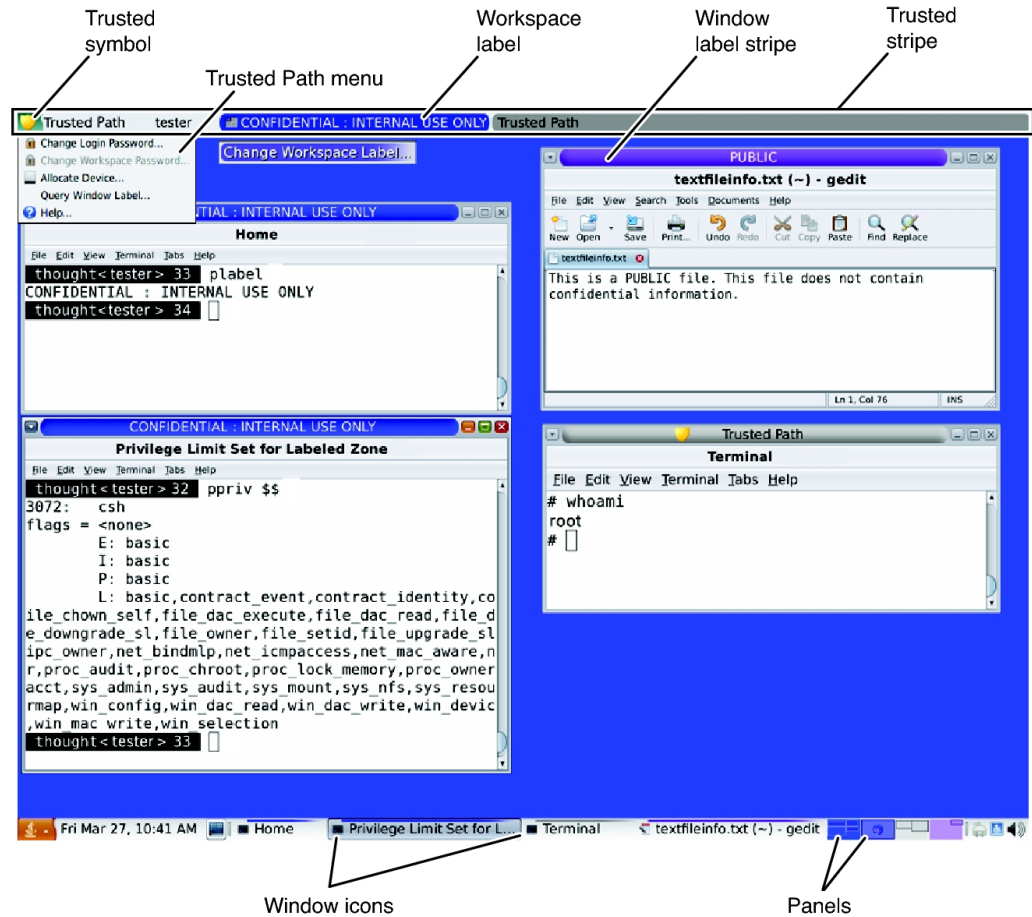 Trusted
symbol
Workspace
label
Window
label stripe
Trusted
stripe
Trusted Path menu
Trusted Path tester CONFIDENTIAL : INTERNAL USE ONLY Trusted Path
Change Login Password...
Change Workspace Password...
Allocate Device...
Query Window Label...
Help...
Change Workspace Label...
TIAL : INTERNAL USE ONLY
Home
File Edit View Terminal Tabs Help
thought<tester> 33 plabel
CONFIDENTIAL : INTERNAL USE ONLY
thought<tester> 34
PUBLIC
textfileinfo.txt (~) - gedit
File Edit View Search Tools Documents Help
New Open Save Print... Undo Redo Cut Copy Paste Find Replace
textfileinfo.txt
This is a PUBLIC file. This file does not contain
confidential information.
Ln 1, Col 76 INS
CONFIDENTIAL : INTERNAL USE ONLY
Privilege Limit Set for Labeled Zone
File Edit View Terminal Tabs Help
thought<tester> 32 ppriv $$
3072: csh
flags = <none>
E: basic
I: basic
P: basic
L: basic,contract_event,contract_identity,co
ile_chown_self,file_dac_execute,file_dac_read,file_d
e_downgrade_sl,file_owner,file_setid,file_upgrade_sl
ipc_owner,net_bindmlp,net_icmpaccess,net_mac_aware,n
r,proc_audit,proc_chroot,proc_lock_memory,proc_owner
acct,sys_admin,sys_audit,sys_mount,sys_nfs,sys_resou
rmap,win_config,win_dac_read,win_dac_write,win_devic
,win_mac_write,win_selection
thought<tester> 33
Trusted Path
Terminal
File Edit View Terminal Tabs Help
# whoami
root
#
Fri Mar 27, 10:41 AM Home Privilege Limit Set for L... Terminal textfileinfo.txt (~) - gedit
Window icons
Panels